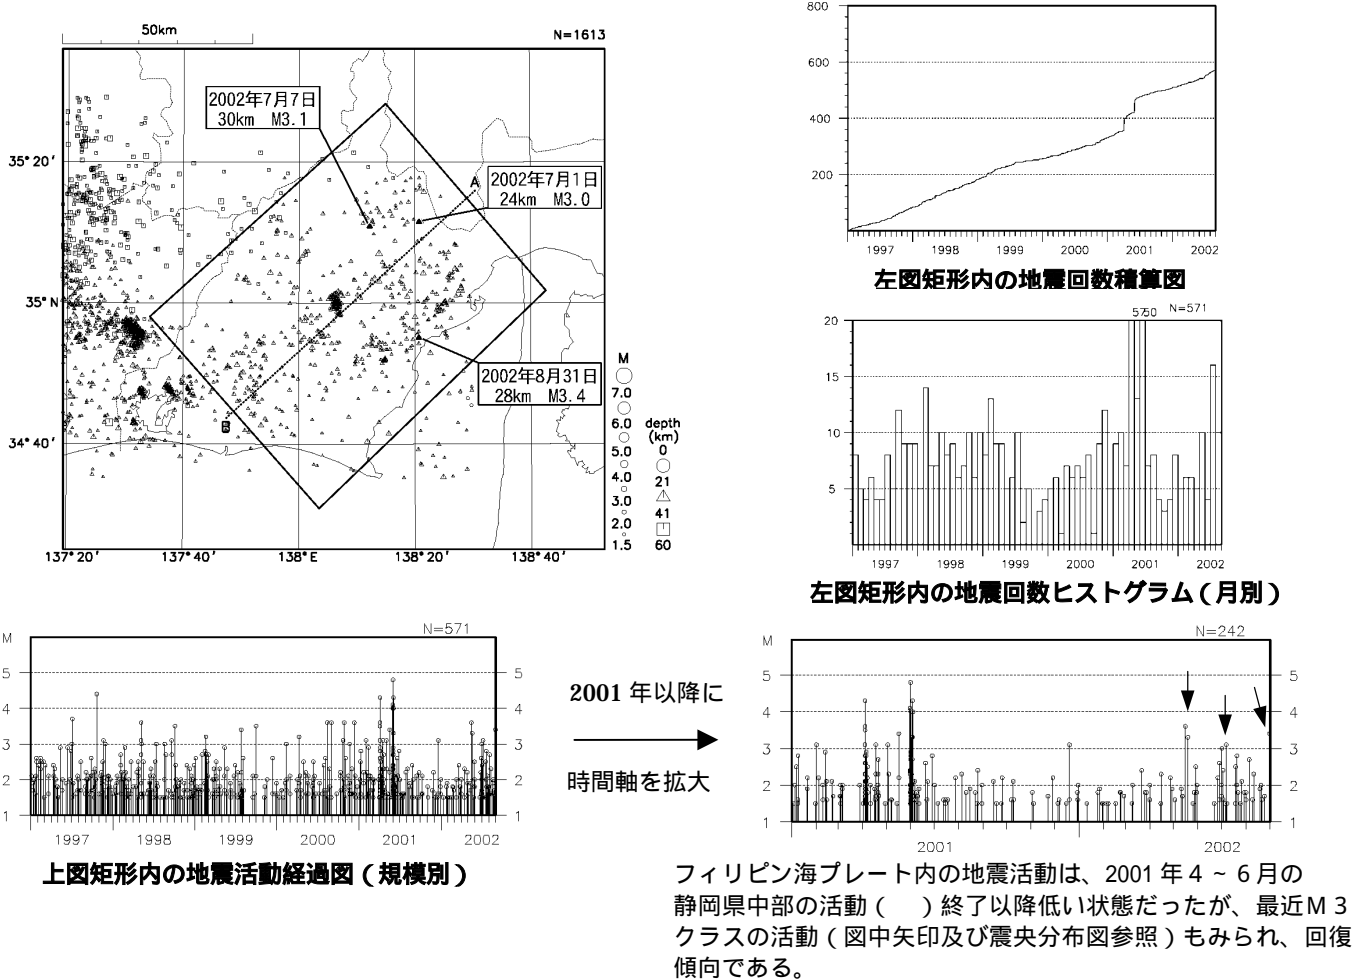 50km
N=1613
2002年7月7日
30km M3.1
35°20′
A
2002年7月1日
24km M3.0
35°N
2002年8月31日
28km M3.4
34°40′
137°20′ 137°40′ 138°E 138°20′ 138°40′
M
7.0
6.0
5.0
4.0
3.0
2.0
1.5
depth
(km)
0
21
41
60
800
600
400
200
1997 1998 1999 2000 2001 2002
左図矩形内の地震回数積算図
5750 N=571
20
15
10
5
1997 1998 1999 2000 2001 2002
左図矩形内の地震回数ヒストグラム（月別）
M N=571
5 5
4 4
3 3
2 2
1 1
1997 1998 1999 2000 2001 2002
上図矩形内の地震活動経過図（規模別）
2001 年以降に
時間軸を拡大
M N=242
5 5
4 4
3 3
2 2
1 1
2001 2002
フィリピン海プレート内の地震活動は、2001 年４～６月の
静岡県中部の活動（　）終了以降低い状態だったが、最近Ｍ３
クラスの活動（図中矢印及び震央分布図参照）もみられ、回復
傾向である。